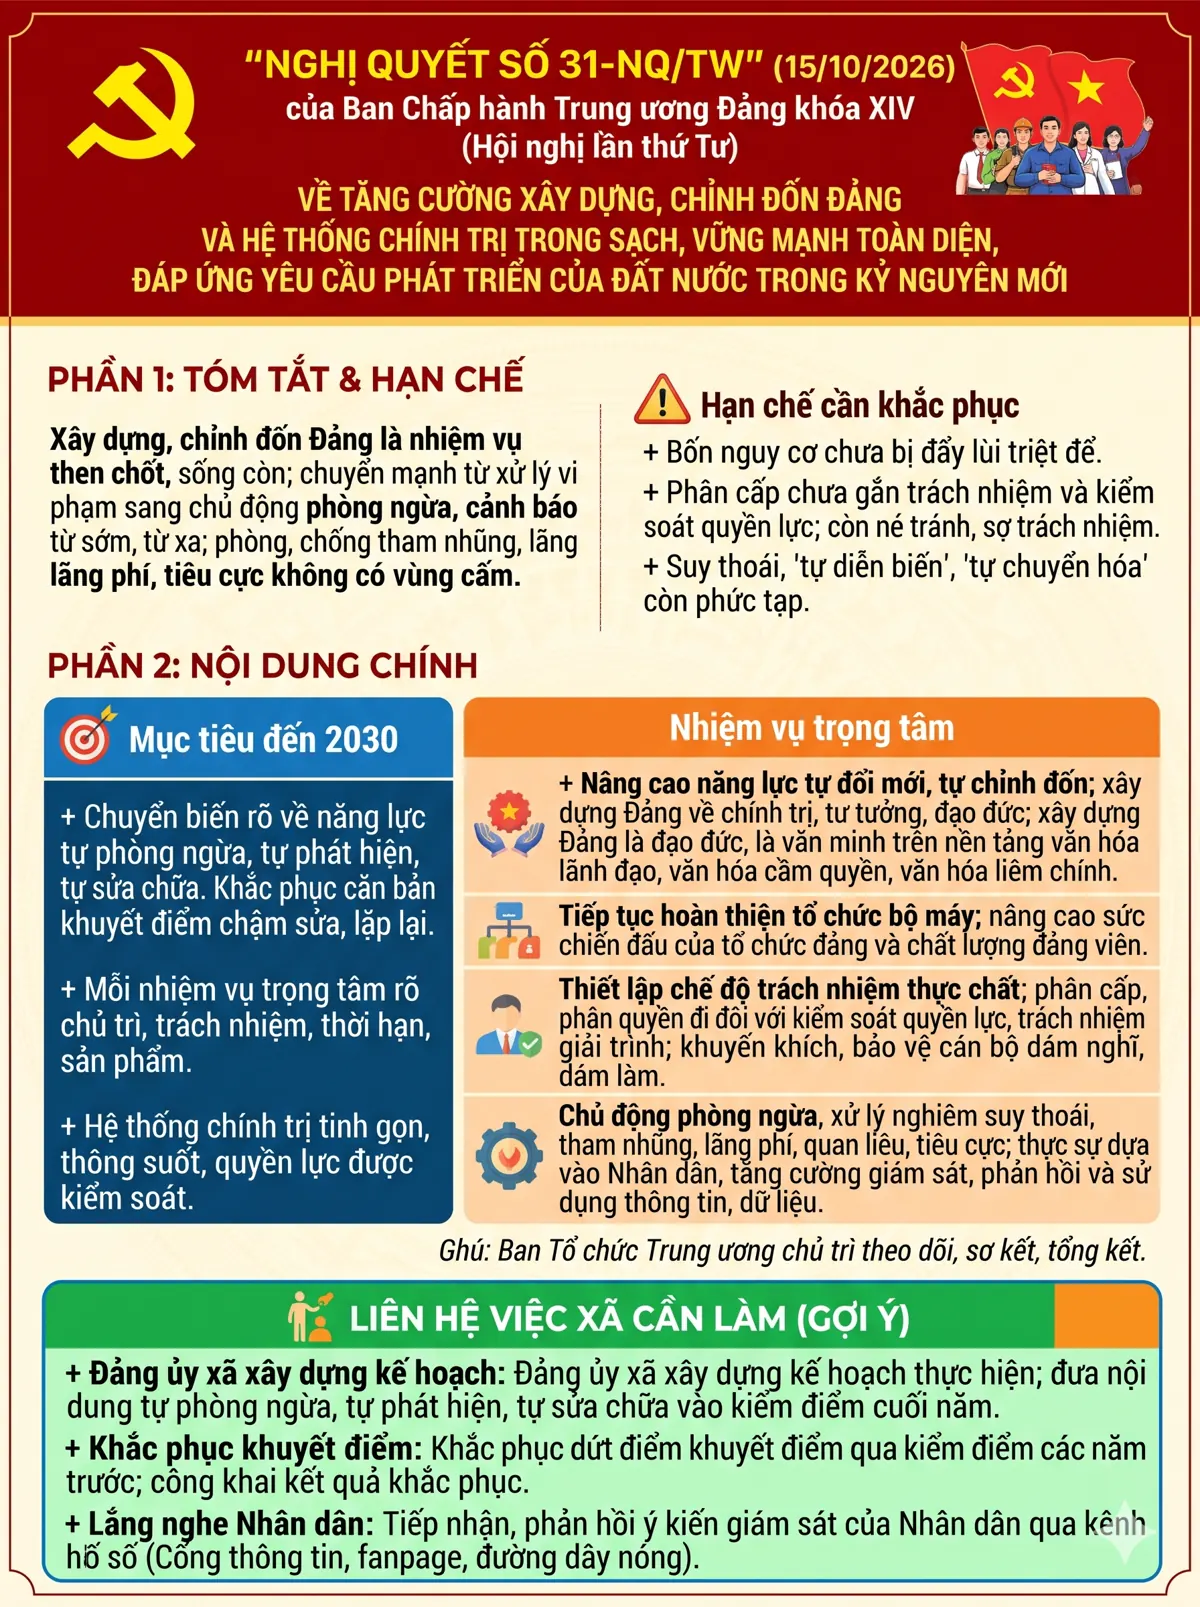 “NGHỊ QUYẾT SỐ 31-NQ/TW” (15/10/2026)
của Ban Chấp hành Trung ương Đảng khóa XIV
(Hội nghị lần thứ Tư)
VỀ TĂNG CƯỜNG XÂY DỰNG, CHỈNH ĐỐN ĐẢNG
VÀ HỆ THỐNG CHÍNH TRỊ TRONG SẠCH, VỮNG MẠNH TOÀN DIỆN,
ĐÁP ỨNG YÊU CẦU PHÁT TRIỂN CỦA ĐẤT NƯỚC TRONG KỶ NGUYÊN MỚI
PHẦN 1: TÓM TẮT & HẠN CHẾ
Xây dựng, chỉnh đốn Đảng là nhiệm vụ
then chốt, sống còn; chuyển mạnh từ xử lý vi
phạm sang chủ động phòng ngừa, cảnh báo
từ sớm, từ xa; phòng, chống tham nhũng, lãng
lãng phí, tiêu cực không có vùng cấm.
Hạn chế cần khắc phục
+ Bốn nguy cơ chưa bị đẩy lùi triệt để.
+ Phân cấp chưa gắn trách nhiệm và kiểm
soát quyền lực; còn né tránh, sợ trách nhiệm.
+ Suy thoái, 'tự diễn biến', 'tự chuyển hóa'
còn phức tạp.
PHẦN 2: NỘI DUNG CHÍNH
Mục tiêu đến 2030
+ Chuyển biến rõ về năng lực
tự phòng ngừa, tự phát hiện,
tự sửa chữa. Khắc phục căn bản
khuyết điểm chậm sửa, lặp lại.
+ Mỗi nhiệm vụ trọng tâm rõ
chủ trì, trách nhiệm, thời hạn,
sản phẩm.
+ Hệ thống chính trị tinh gọn,
thông suốt, quyền lực được
kiểm soát.
Nhiệm vụ trọng tâm
+ Nâng cao năng lực tự đổi mới, tự chỉnh đốn; xây
dựng Đảng về chính trị, tư tưởng, đạo đức; xây dựng
Đảng là đạo đức, là văn minh trên nền tảng văn hóa
lãnh đạo, văn hóa cầm quyền, văn hóa liêm chính.
Tiếp tục hoàn thiện tổ chức bộ máy; nâng cao sức
chiến đấu của tổ chức đảng và chất lượng đảng viên.
Thiết lập chế độ trách nhiệm thực chất; phân cấp,
phân quyền đi đôi với kiểm soát quyền lực, trách nhiệm
giải trình; khuyến khích, bảo vệ cán bộ dám nghĩ,
dám làm.
Chủ động phòng ngừa, xử lý nghiêm suy thoái,
tham nhũng, lãng phí, quan liêu, tiêu cực; thực sự dựa
vào Nhân dân, tăng cường giám sát, phản hồi và sử
dụng thông tin, dữ liệu.
Ghú: Ban Tổ chức Trung ương chủ trì theo dõi, sơ kết, tổng kết.
LIÊN HỆ VIỆC XÃ CẦN LÀM (GỢI Ý)
+ Đảng ủy xã xây dựng kế hoạch: Đảng ủy xã xây dựng kế hoạch thực hiện; đưa nội
dung tự phòng ngừa, tự phát hiện, tự sửa chữa vào kiểm điểm cuối năm.
+ Khắc phục khuyết điểm: Khắc phục dứt điểm khuyết điểm qua kiểm điểm các năm
trước; công khai kết quả khắc phục.
+ Lắng nghe Nhân dân: Tiếp nhận, phản hồi ý kiến giám sát của Nhân dân qua kênh
số (Cổng thông tin, fanpage, đường dây nóng).